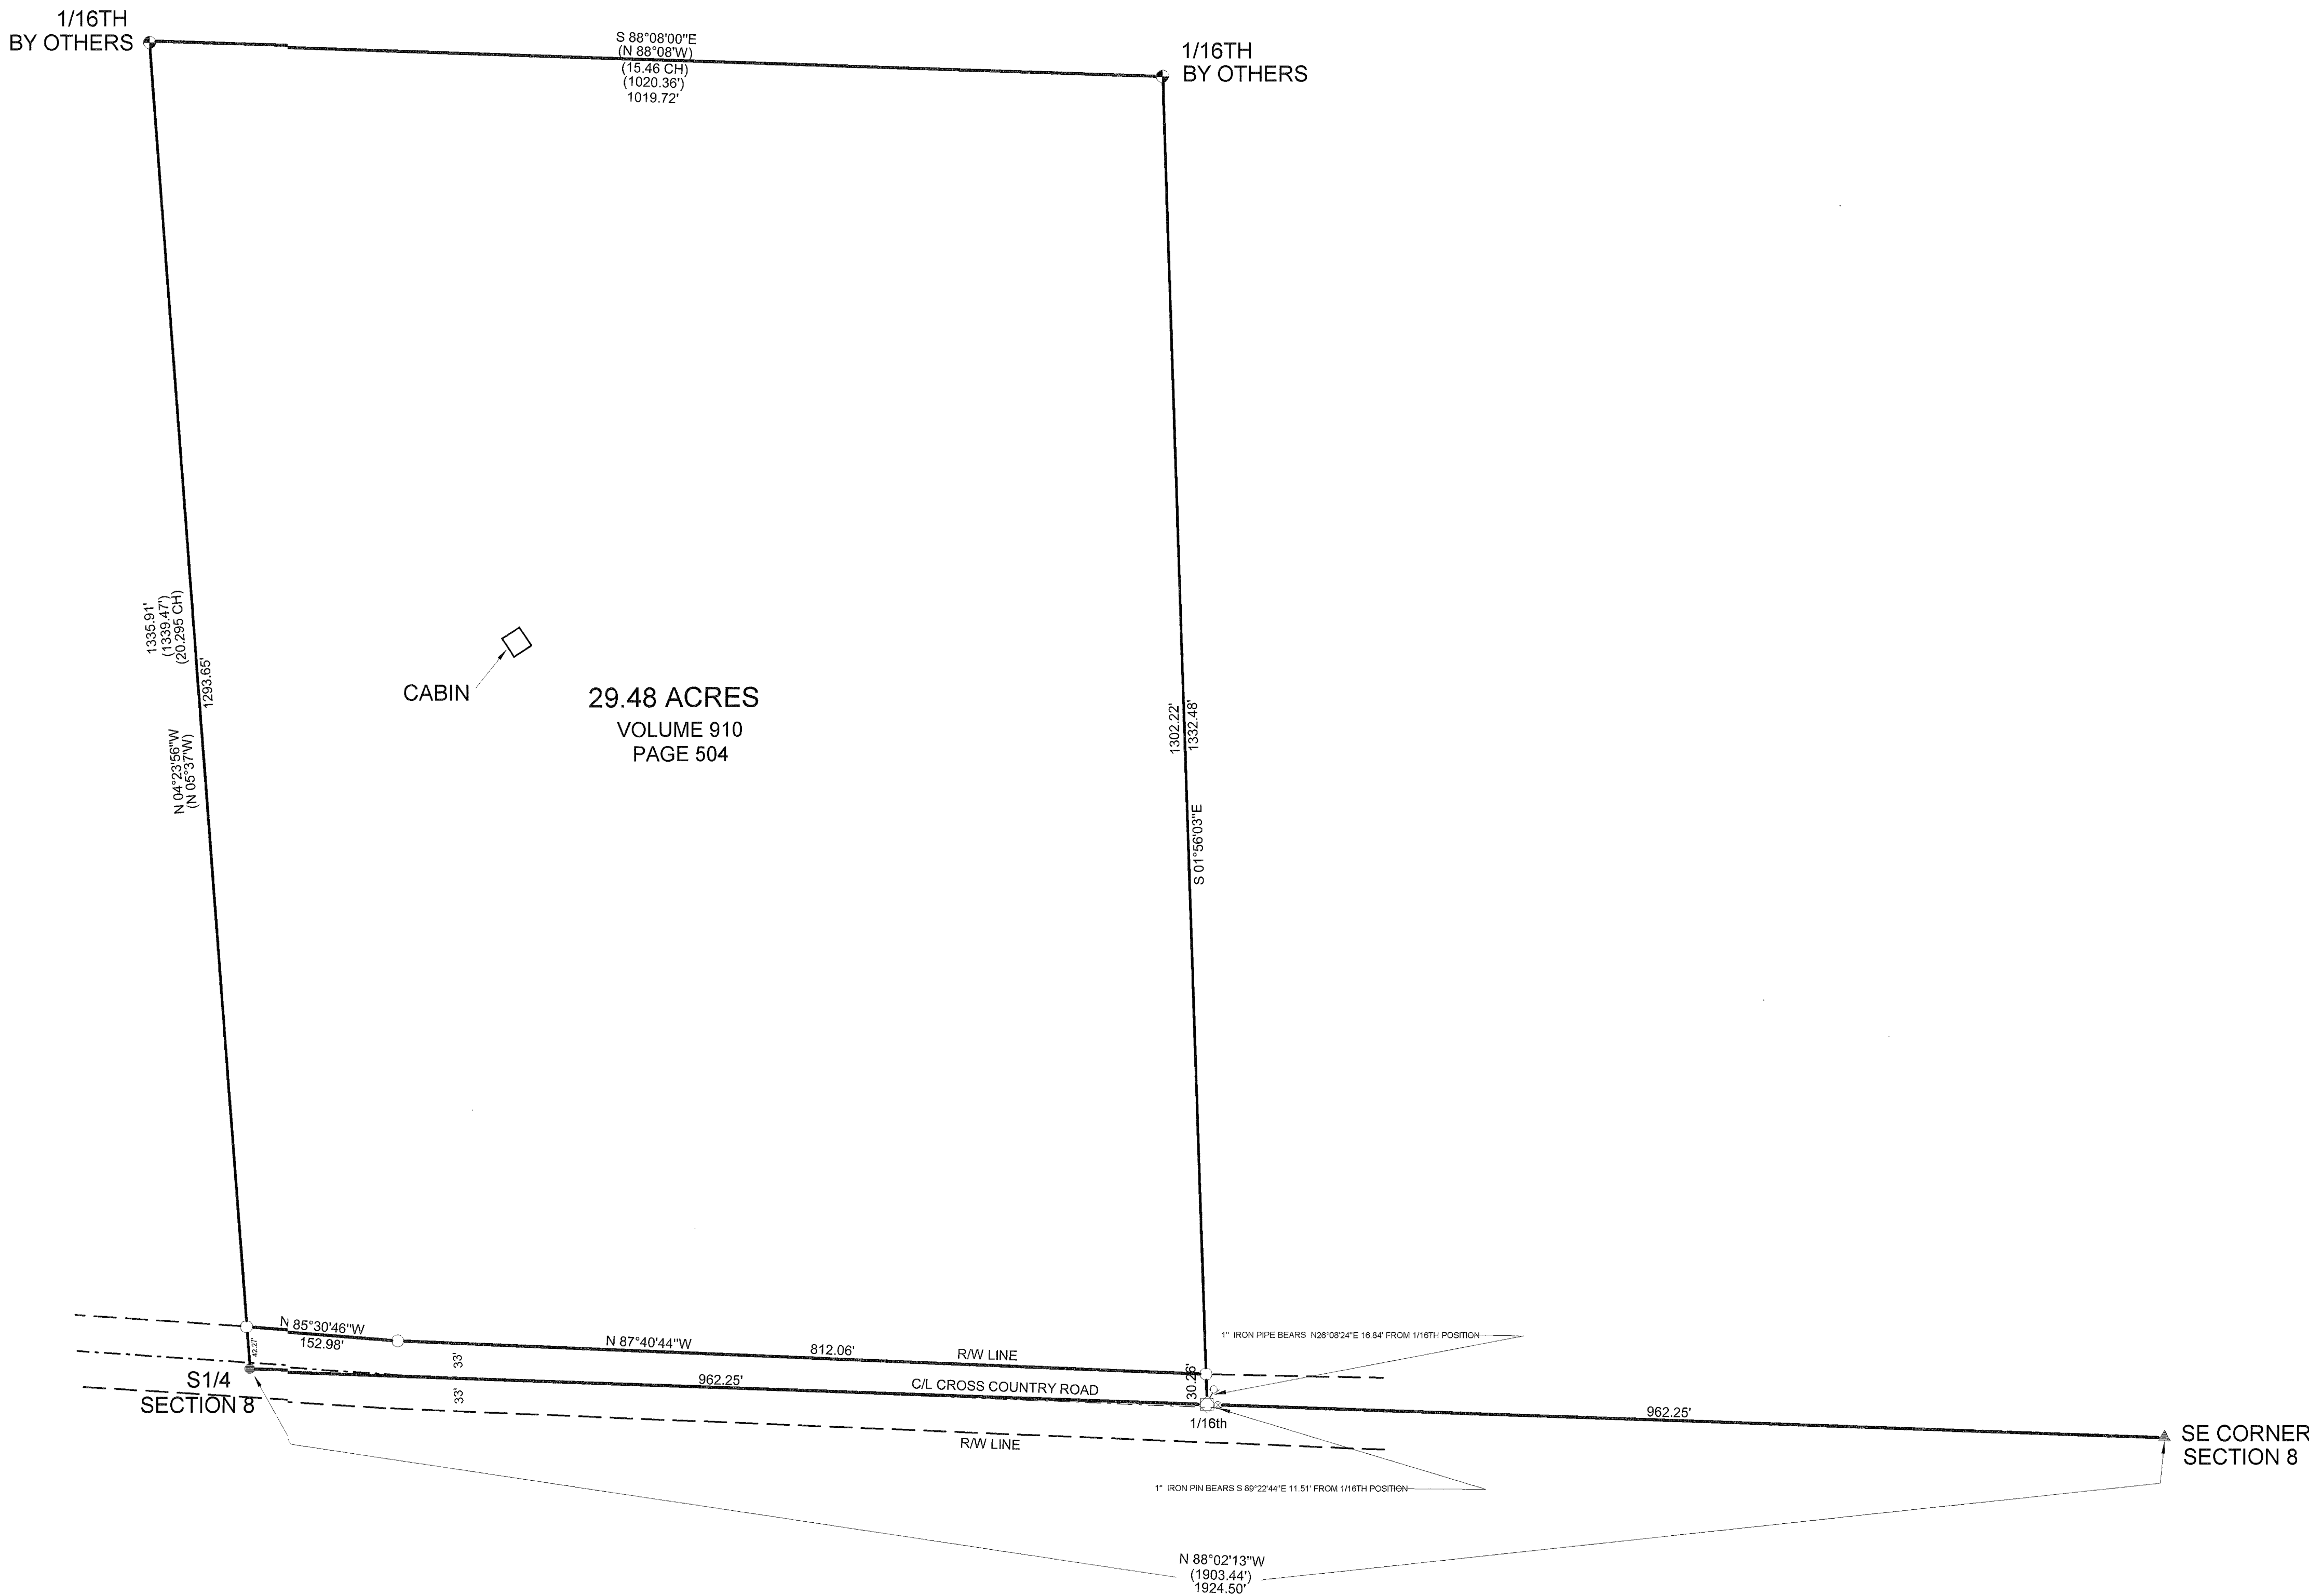 1/16TH
BY OTHERS
S 88°08'00"E
(N 88°08'W)
(15.46 CH)
(1020.36')
1019.72'
1/16TH
BY OTHERS
1335.91'
(1339.47')
(20.295 CH)
1293.65'
N 04°23'56"W
(N 05°37'W)
CABIN
29.48 ACRES
VOLUME 910
PAGE 504
1302.22'
1332.48'
S 01°56'03"E
N 85°30'46"W
152.98'
42.27'
N 87°40'44"W
812.06'
R/W LINE
33'
33'
962.25'
C/L CROSS COUNTRY ROAD
30.26'
1" IRON PIPE BEARS N26°08'24"E 16.84' FROM 1/16TH POSITION
S1/4
SECTION 8
1/16th
R/W LINE
962.25'
SE CORNER
SECTION 8
1" IRON PIN BEARS S 89°22'44"E 11.51' FROM 1/16TH POSITION
N 88°02'13"W
(1903.44')
1924.50'